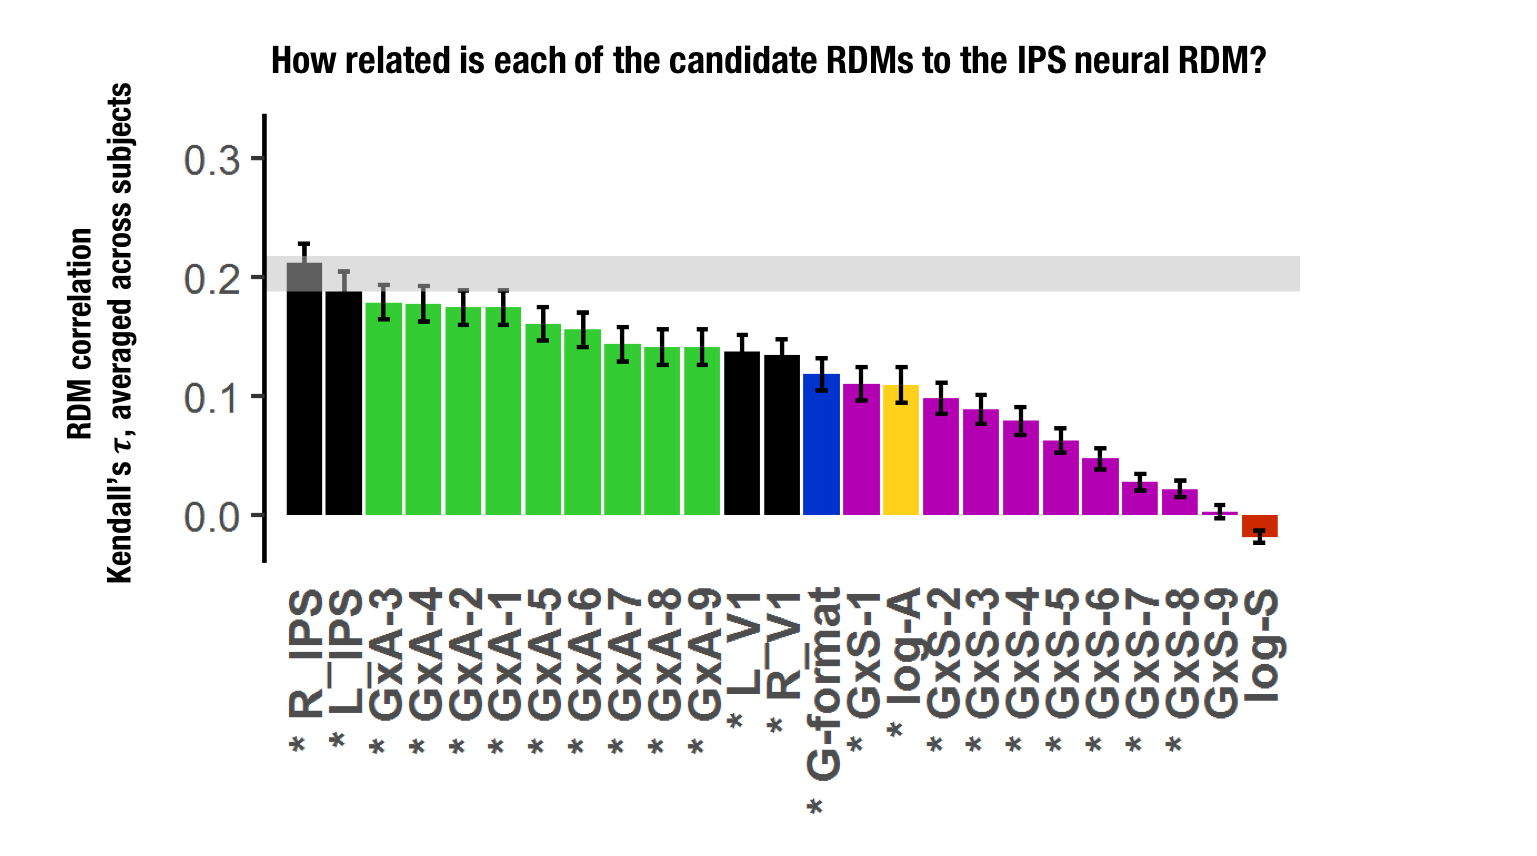 How related is each of the candidate RDMs to the IPS neural RDM?
RDM correlation
Kendall's τ, averaged across subjects
0.3
0.2
0.1
0.0
* R_IPS
* L_IPS
* GxA-3
* GxA-4
* GxA-2
* GxA-1
* GxA-5
* GxA-6
* GxA-7
* GxA-8
* GxA-9
* L_V1
* R_V1
* G-format
* GxS-1
* log-A
* GxS-2
* GxS-3
* GxS-4
* GxS-5
* GxS-6
* GxS-7
* GxS-8
GxS-9
log-S